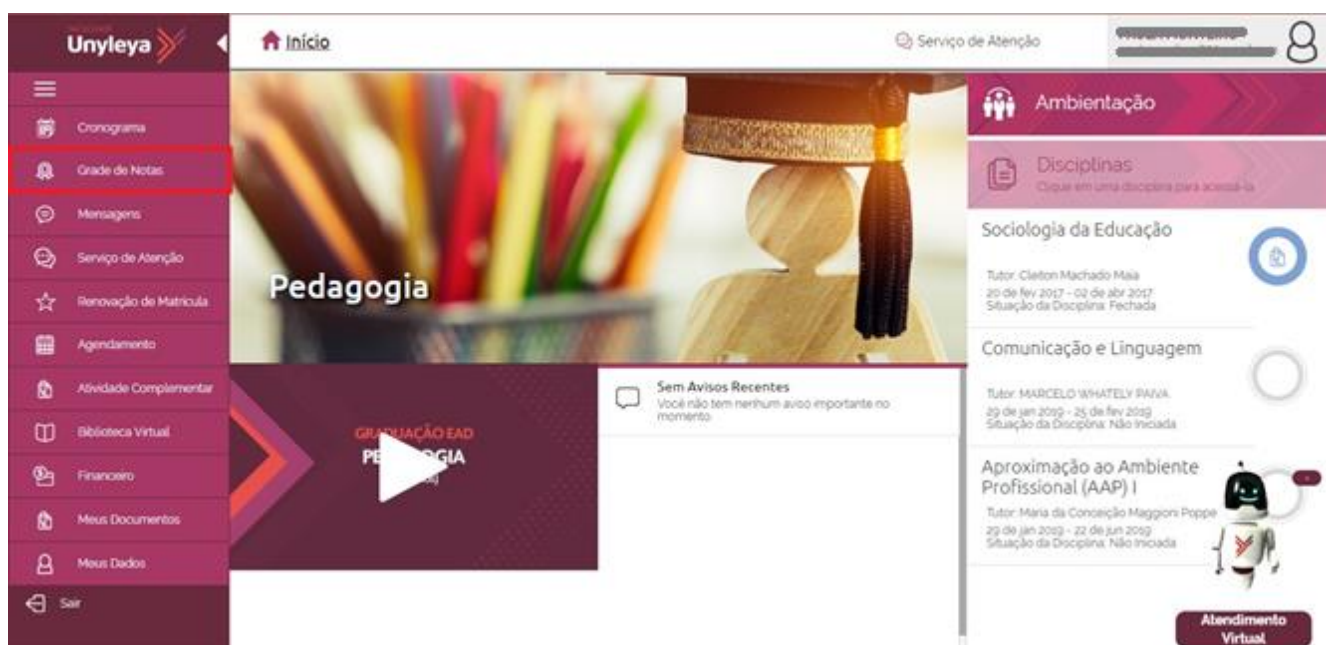 Unyleya
Início
Serviço de Atenção
Cronograma
Grade de Notas
Mensagens
Serviço de Atenção
Renovação de Matrícula
Agendamento
Atividade Complementar
Biblioteca Virtual
Financeiro
Meus Documentos
Meus Dados
Sair
Pedagogia
GRADUAÇÃO EAD
Sem Avisos Recentes
Você não tem nenhum aviso importante no
momento.
Ambientação
Disciplinas
Clique em uma disciplina para acessá-la
Sociologia da Educação
Tutor: Cleiton Machado Maia
20 de fev 2017 - 02 de abr 2017
Situação da Disciplina: Fechada
Comunicação e Linguagem
Tutor: MARCELO WHATELY PAIVA
29 de jan 2019 - 25 de fev 2019
Situação da Disciplina: Não Iniciada
Aproximação ao Ambiente
Profissional (AAP) I
Tutor: Maria da Conceição Maggioni Poppe
29 de jan 2019 - 22 de jun 2019
Situação da Disciplina: Não Iniciada
Atendimento
Virtual